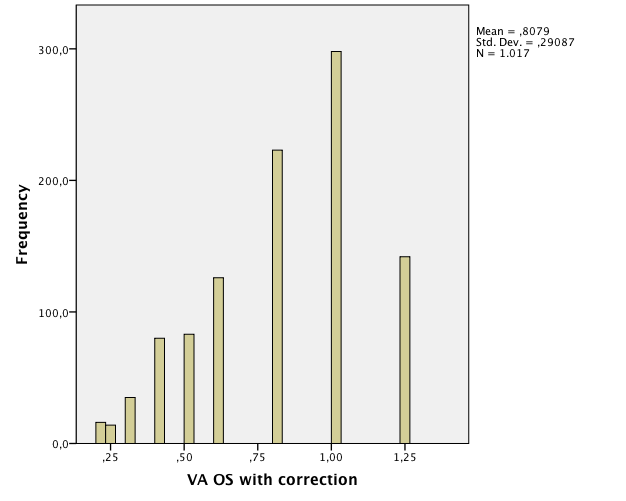 Mean = ,8079
Std. Dev. = ,29087
N = 1.017
Frequency
300,0
200,0
100,0
0,0
,25 ,50 ,75 1,00 1,25
VA OS with correction